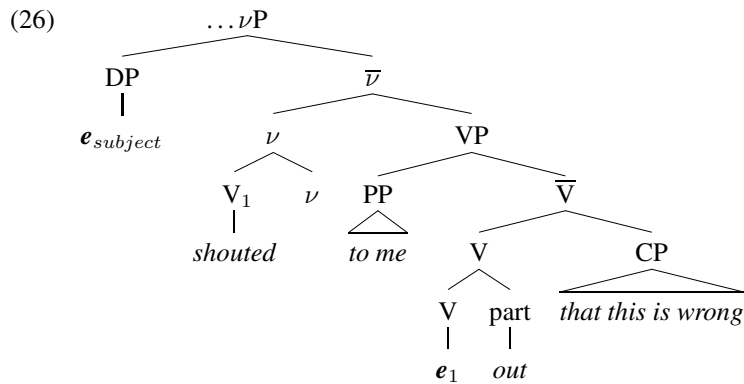 (26) …νP
DP ν̅
e_subject ν VP
V₁ ν PP V̅
shouted to me V CP
V part that this is wrong
e₁ out